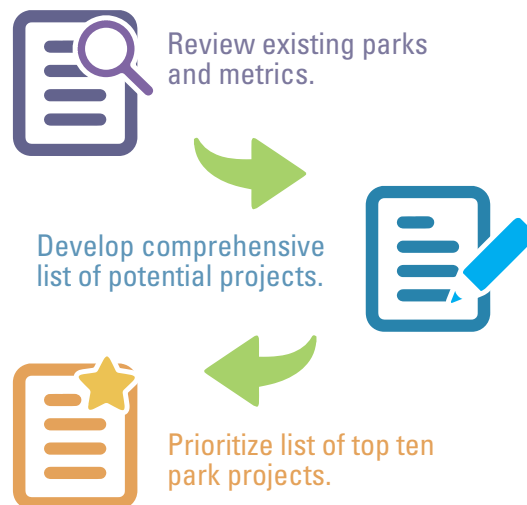 Review existing parks
and metrics.
Develop comprehensive
list of potential projects.
Prioritize list of top ten
park projects.